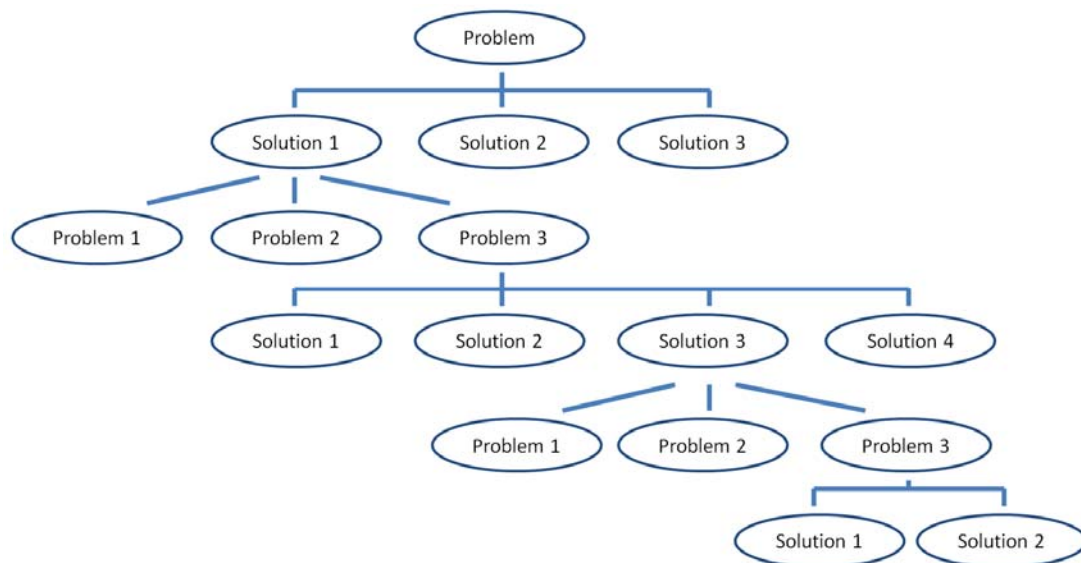 Problem
Solution 1 Solution 2 Solution 3
Problem 1 Problem 2 Problem 3
Solution 1 Solution 2 Solution 3 Solution 4
Problem 1 Problem 2 Problem 3
Solution 1 Solution 2